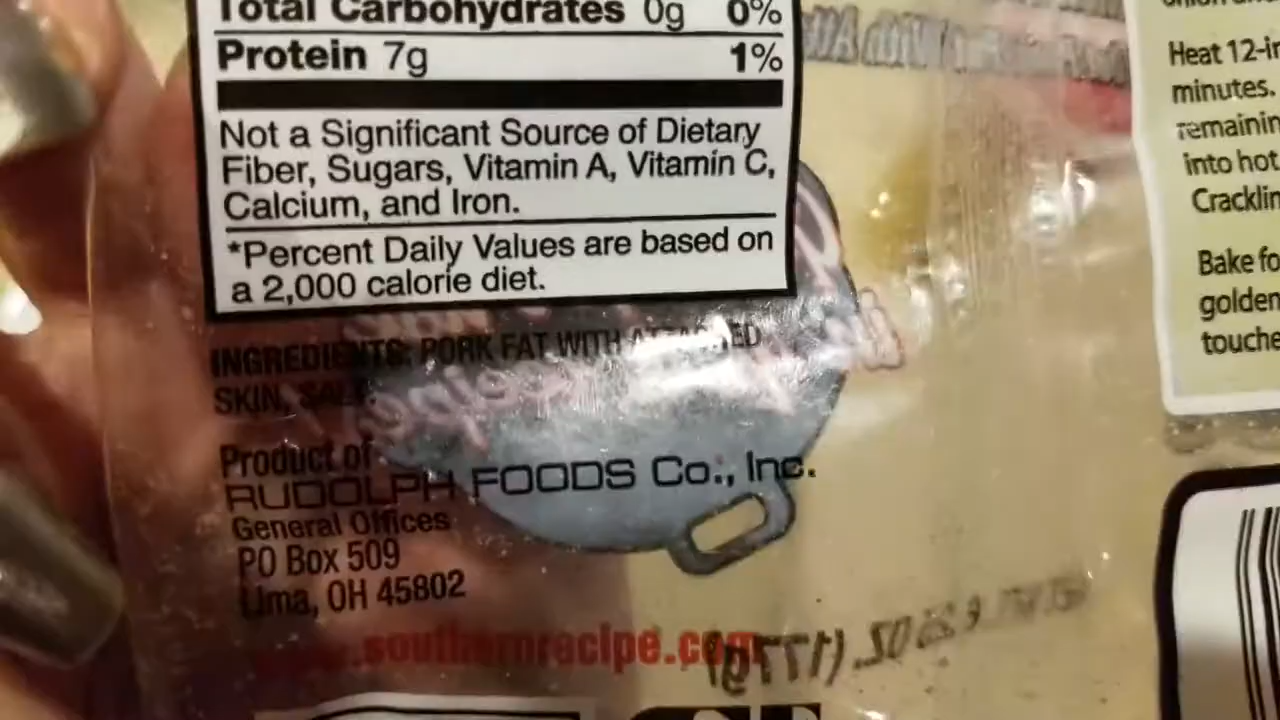 Total Carbohydrates 0g 0%
Protein 7g 1%
Not a Significant Source of Dietary
Fiber, Sugars, Vitamin A, Vitamin C,
Calcium, and Iron.
*Percent Daily Values are based on
a 2,000 calorie diet.
INGREDIENTS: PORK FAT WITH ATTACHED
SKIN, SALT.
Product of
RUDOLPH FOODS Co., Inc.
General Offices
PO Box 509
Lima, OH 45802
southernrecipe.com
Heat 12-in
minutes.
remainin
into hot
Cracklin
Bake fo
golden
touche